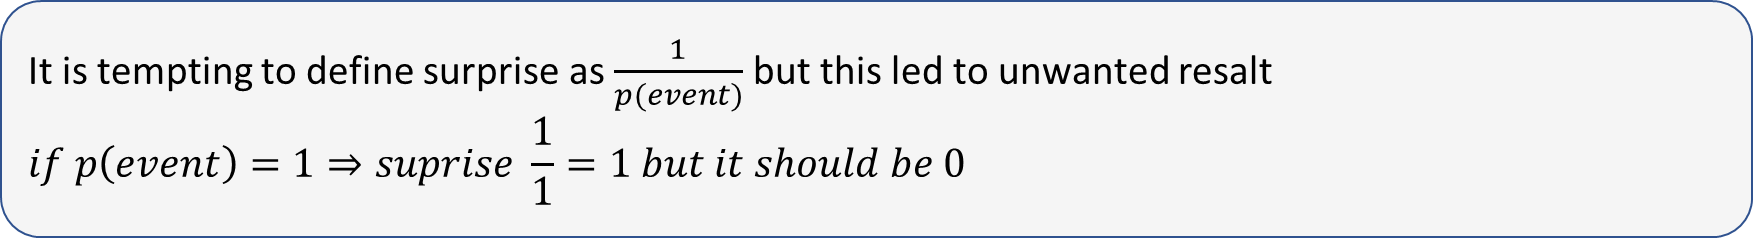 It is tempting to define surprise as 1/p(event) but this led to unwanted resalt
if p(event) = 1 ⇒ suprise 1/1 = 1 but it should be 0